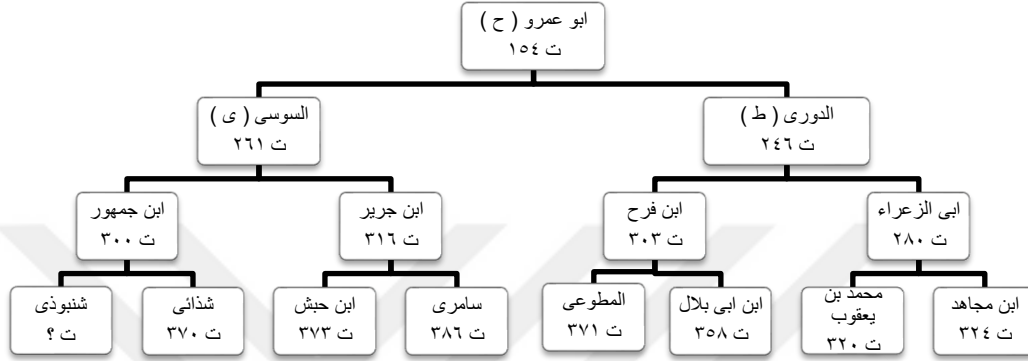 ابو عمرو ( ح )
ت ١٥٤
الدورى ( ط )
ت ٢٤٦
السوسى ( ى )
ت ٢٦١
ابى الزعراء
ت ٢٨٠
ابن فرح
ت ٣٠٣
ابن جرير
ت ٣١٦
ابن جمهور
ت ٣٠٠
ابن مجاهد
ت ٣٢٤
محمد بن
يعقوب
ت ٣٢٠
ابن ابى بلال
ت ٣٥٨
المطوعى
ت ٣٧١
سامرى
ت ٣٨٦
ابن حبش
ت ٣٧٣
شذائى
ت ٣٧٠
شنبوذى
ت ؟